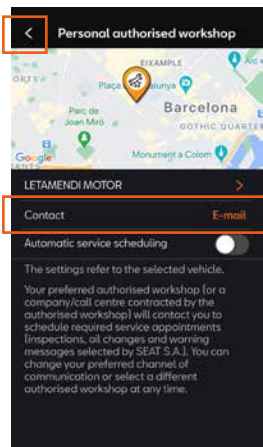 Personal authorised workshop
EIXAMPLE
Parc de
Joan Miró
Barcelona
GOTHIC QUARTER
Google
Monument a Colom
LETAMENDI MOTOR
Contact E-mail
Automatic service scheduling
The settings refer to the selected vehicle.
Your preferred authorised workshop (or a
company/call centre contracted by the
authorised workshop) will contact you to
schedule required service appointments
(inspections, oil changes and warning
messages selected by SEAT S.A.). You can
change your preferred channel of
communication or select a different
authorised workshop at any time.